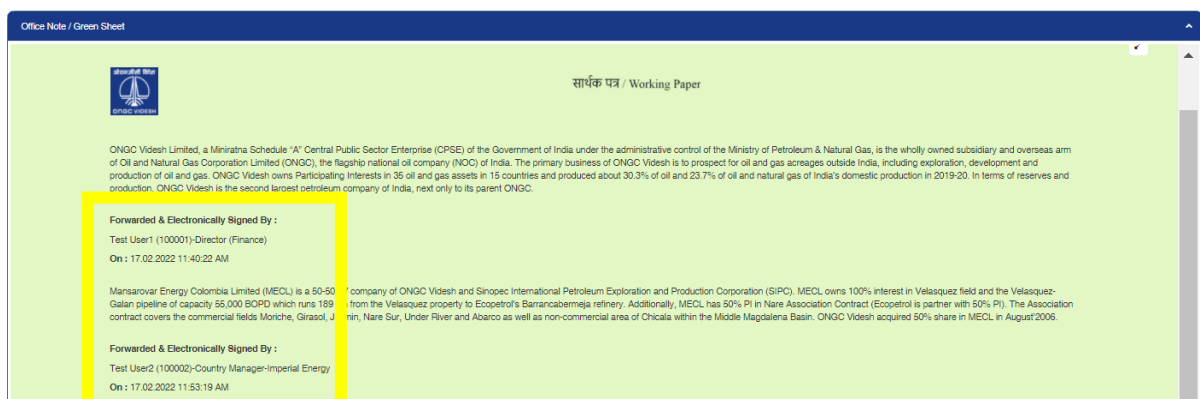 Office Note / Green Sheet
ओएनजीसी विदेश
ONGC VIDESH
सार्थक पत्र / Working Paper
ONGC Videsh Limited, a Miniratna Schedule “A” Central Public Sector Enterprise (CPSE) of the Government of India under the administrative control of the Ministry of Petroleum & Natural Gas, is the wholly owned subsidiary and overseas arm
of Oil and Natural Gas Corporation Limited (ONGC), the flagship national oil company (NOC) of India. The primary business of ONGC Videsh is to prospect for oil and gas acreages outside India, including exploration, development and
production of oil and gas. ONGC Videsh owns Participating Interests in 35 oil and gas assets in 15 countries and produced about 30.3% of oil and 23.7% of oil and natural gas of India's domestic production in 2019-20. In terms of reserves and
production, ONGC Videsh is the second largest petroleum company of India, next only to its parent ONGC.
Forwarded & Electronically Signed By :
Test User1 (100001)-Director (Finance)
On : 17.02.2022 11:40:22 AM
Mansarovar Energy Colombia Limited (MECL) is a 50-50 company of ONGC Videsh and Sinopec International Petroleum Exploration and Production Corporation (SIPC). MECL owns 100% interest in Velasquez field and the Velasquez-
Galan pipeline of capacity 55,000 BOPD which runs 189 from the Velasquez property to Ecopetrol's Barrancabermeja refinery. Additionally, MECL has 50% PI in Nare Association Contract (Ecopetrol is partner with 50% PI). The Association
contract covers the commercial fields Moriche, Girasol, Nare Sur, Under River and Abarco as well as non-commercial area of Chicala within the Middle Magdalena Basin. ONGC Videsh acquired 50% share in MECL in August'2006.
Forwarded & Electronically Signed By :
Test User2 (100002)-Country Manager-Imperial Energy
On : 17.02.2022 11:53:19 AM